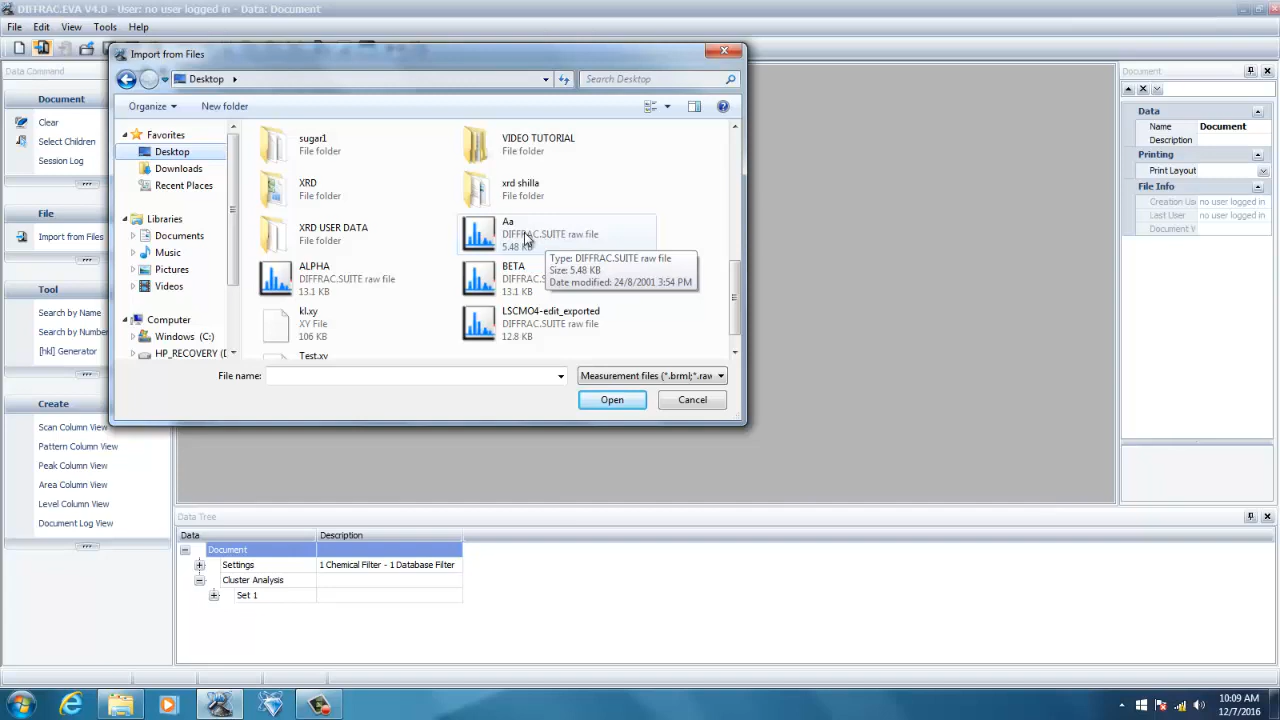 DIFFRAC.EVA V4.0 - User: no user logged in - Data: Document
File Edit View Tools Help
Data Command
Document
Clear
Select Children
Session Log
File
Import from Files
Tool
Search by Name
Search by Number
[hkl] Generator
Create
Scan Column View
Pattern Column View
Peak Column View
Area Column View
Level Column View
Document Log View
Import from Files
Desktop
Search Desktop
Organize
New folder
Favorites
Desktop
Downloads
Recent Places
Libraries
Documents
Music
Pictures
Videos
Computer
Windows (C:)
HP_RECOVERY (
sugar1
File folder
VIDEO TUTORIAL
File folder
XRD
File folder
xrd shilla
File folder
XRD USER DATA
File folder
Aa
DIFFRAC.SUITE raw file
5.48 KB
Type: DIFFRAC.SUITE raw file
Size: 5.48 KB
Date modified: 24/8/2001 3:54 PM
ALPHA
DIFFRAC.SUITE raw file
13.1 KB
BETA
DIFFRAC.S
13.1 KB
kl.xy
XY File
106 KB
LSCMO4-edit_exported
DIFFRAC.SUITE raw file
12.8 KB
Test.xy
File name:
Measurement files (*.brml;*.raw
Open
Cancel
Document
Data
Name Document
Description
Printing
Print Layout
File Info
Creation Us no user logged in
Last User no user logged in
Document V
Data Tree
Data Description
Document
Settings 1 Chemical Filter - 1 Database Filter
Cluster Analysis
Set 1
10:09 AM
12/7/2016